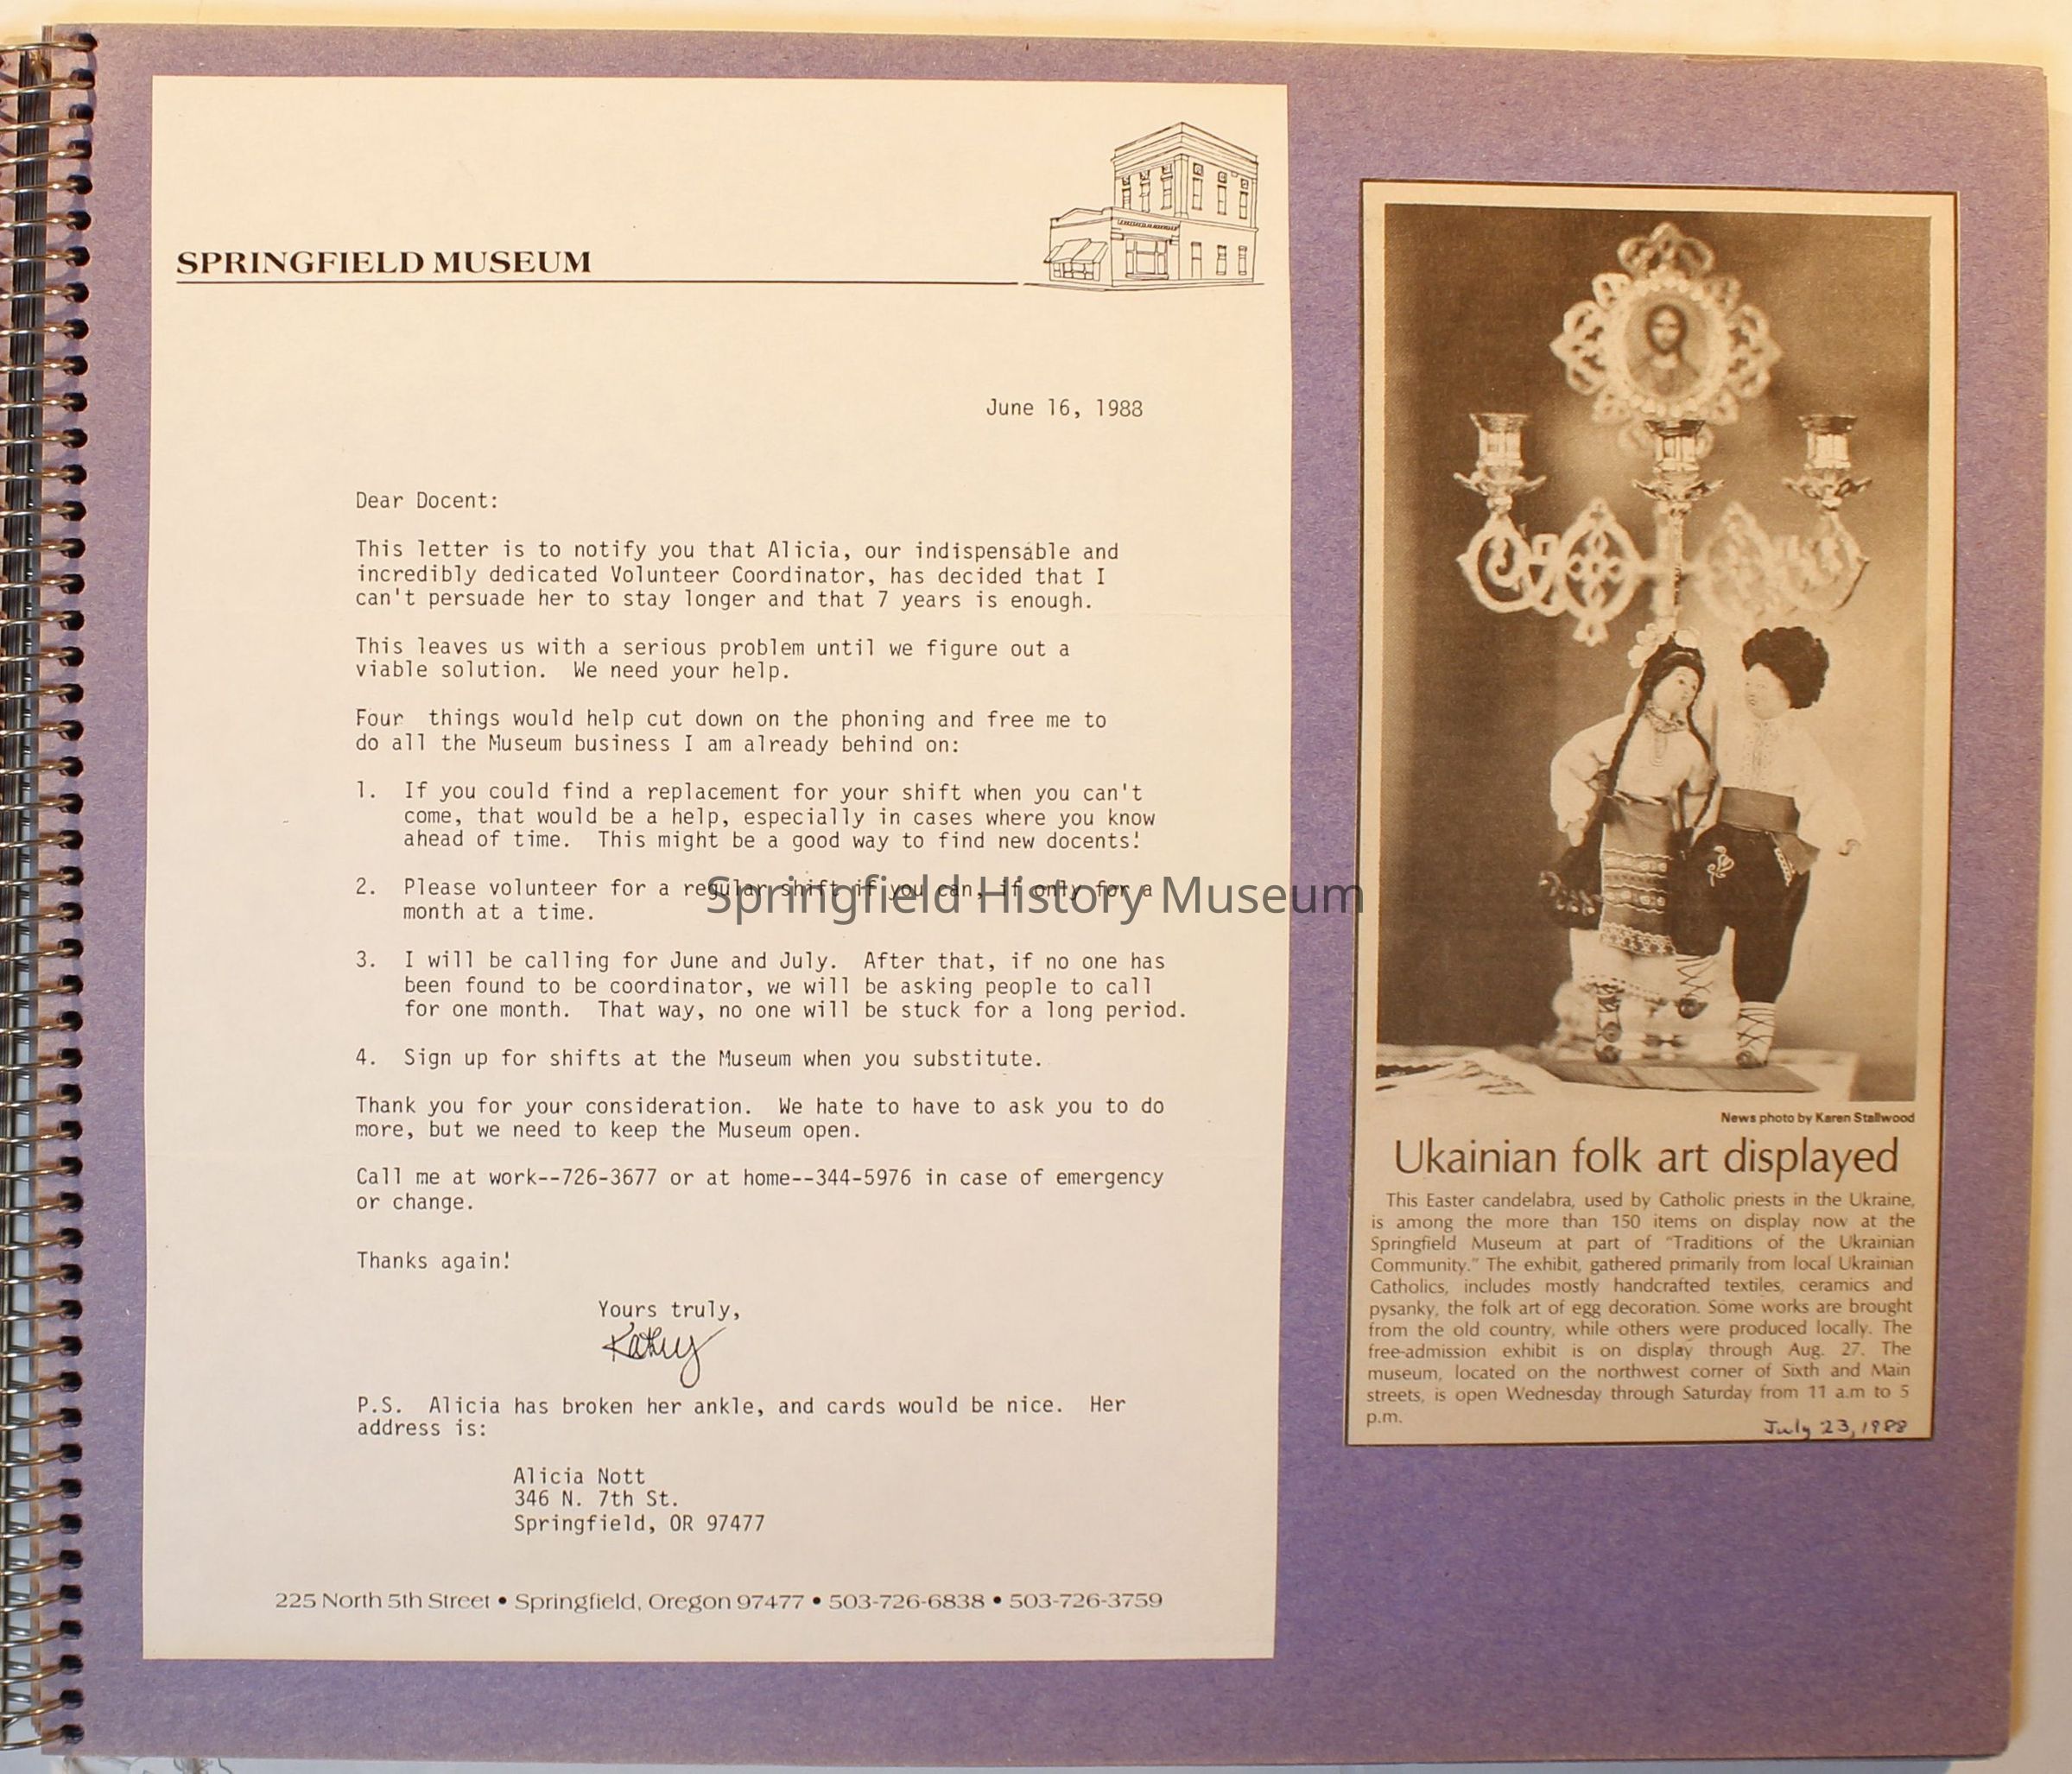 SPRINGFIELD MUSEUM
June 16, 1988
Dear Docent:
This letter is to notify you that Alicia, our indispensable and
incredibly dedicated Volunteer Coordinator, has decided that I
can't persuade her to stay longer and that 7 years is enough.
This leaves us with a serious problem until we figure out a
viable solution. We need your help.
Four things would help cut down on the phoning and free me to
do all the Museum business I am already behind on:
1. If you could find a replacement for your shift when you can't
come, that would be a help, especially in cases where you know
ahead of time. This might be a good way to find new docents!
2. Please volunteer for a regular shift if you can, if only for a
month at a time.
Springfield History Museum
3. I will be calling for June and July. After that, if no one has
been found to be coordinator, we will be asking people to call
for one month. That way, no one will be stuck for a long period.
4. Sign up for shifts at the Museum when you substitute.
Thank you for your consideration. We hate to have to ask you to do
more, but we need to keep the Museum open.
Call me at work--726-3677 or at home--344-5976 in case of emergency
or change.
Thanks again!
Yours truly,
Kathy
P.S. Alicia has broken her ankle, and cards would be nice. Her
address is:
Alicia Nott
346 N. 7th St.
Springfield, OR 97477
225 North 5th Street • Springfield, Oregon 97477 • 503-726-6838 • 503-726-3759
News photo by Karen Stallwood
Ukainian folk art displayed
This Easter candelabra, used by Catholic priests in the Ukraine,
is among the more than 150 items on display now at the
Springfield Museum at part of "Traditions of the Ukrainian
Community." The exhibit, gathered primarily from local Ukrainian
Catholics, includes mostly handcrafted textiles, ceramics and
pysanky, the folk art of egg decoration. Some works are brought
from the old country, while others were produced locally. The
free-admission exhibit is on display through Aug. 27. The
museum, located on the northwest corner of Sixth and Main
streets, is open Wednesday through Saturday from 11 a.m to 5
p.m.
July 23, 1988